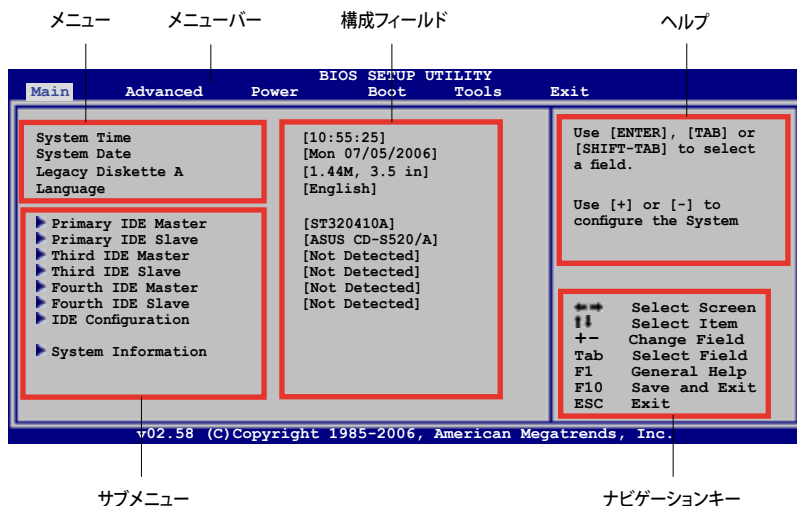 メニュー メニューバー 構成フィールド ヘルプ
BIOS SETUP UTILITY
Main Advanced Power Boot Tools Exit
System Time [10:55:25]
System Date [Mon 07/05/2006]
Legacy Diskette A [1.44M, 3.5 in]
Language [English]
Primary IDE Master [ST320410A]
Primary IDE Slave [ASUS CD-S520/A]
Third IDE Master [Not Detected]
Third IDE Slave [Not Detected]
Fourth IDE Master [Not Detected]
Fourth IDE Slave [Not Detected]
IDE Configuration
System Information
Use [ENTER], [TAB] or
[SHIFT-TAB] to select
a field.
Use [+] or [-] to
configure the System
Select Screen
Select Item
+- Change Field
Tab Select Field
F1 General Help
F10 Save and Exit
ESC Exit
v02.58 (C)Copyright 1985-2006, American Megatrends, Inc.
サブメニュー ナビゲーションキー